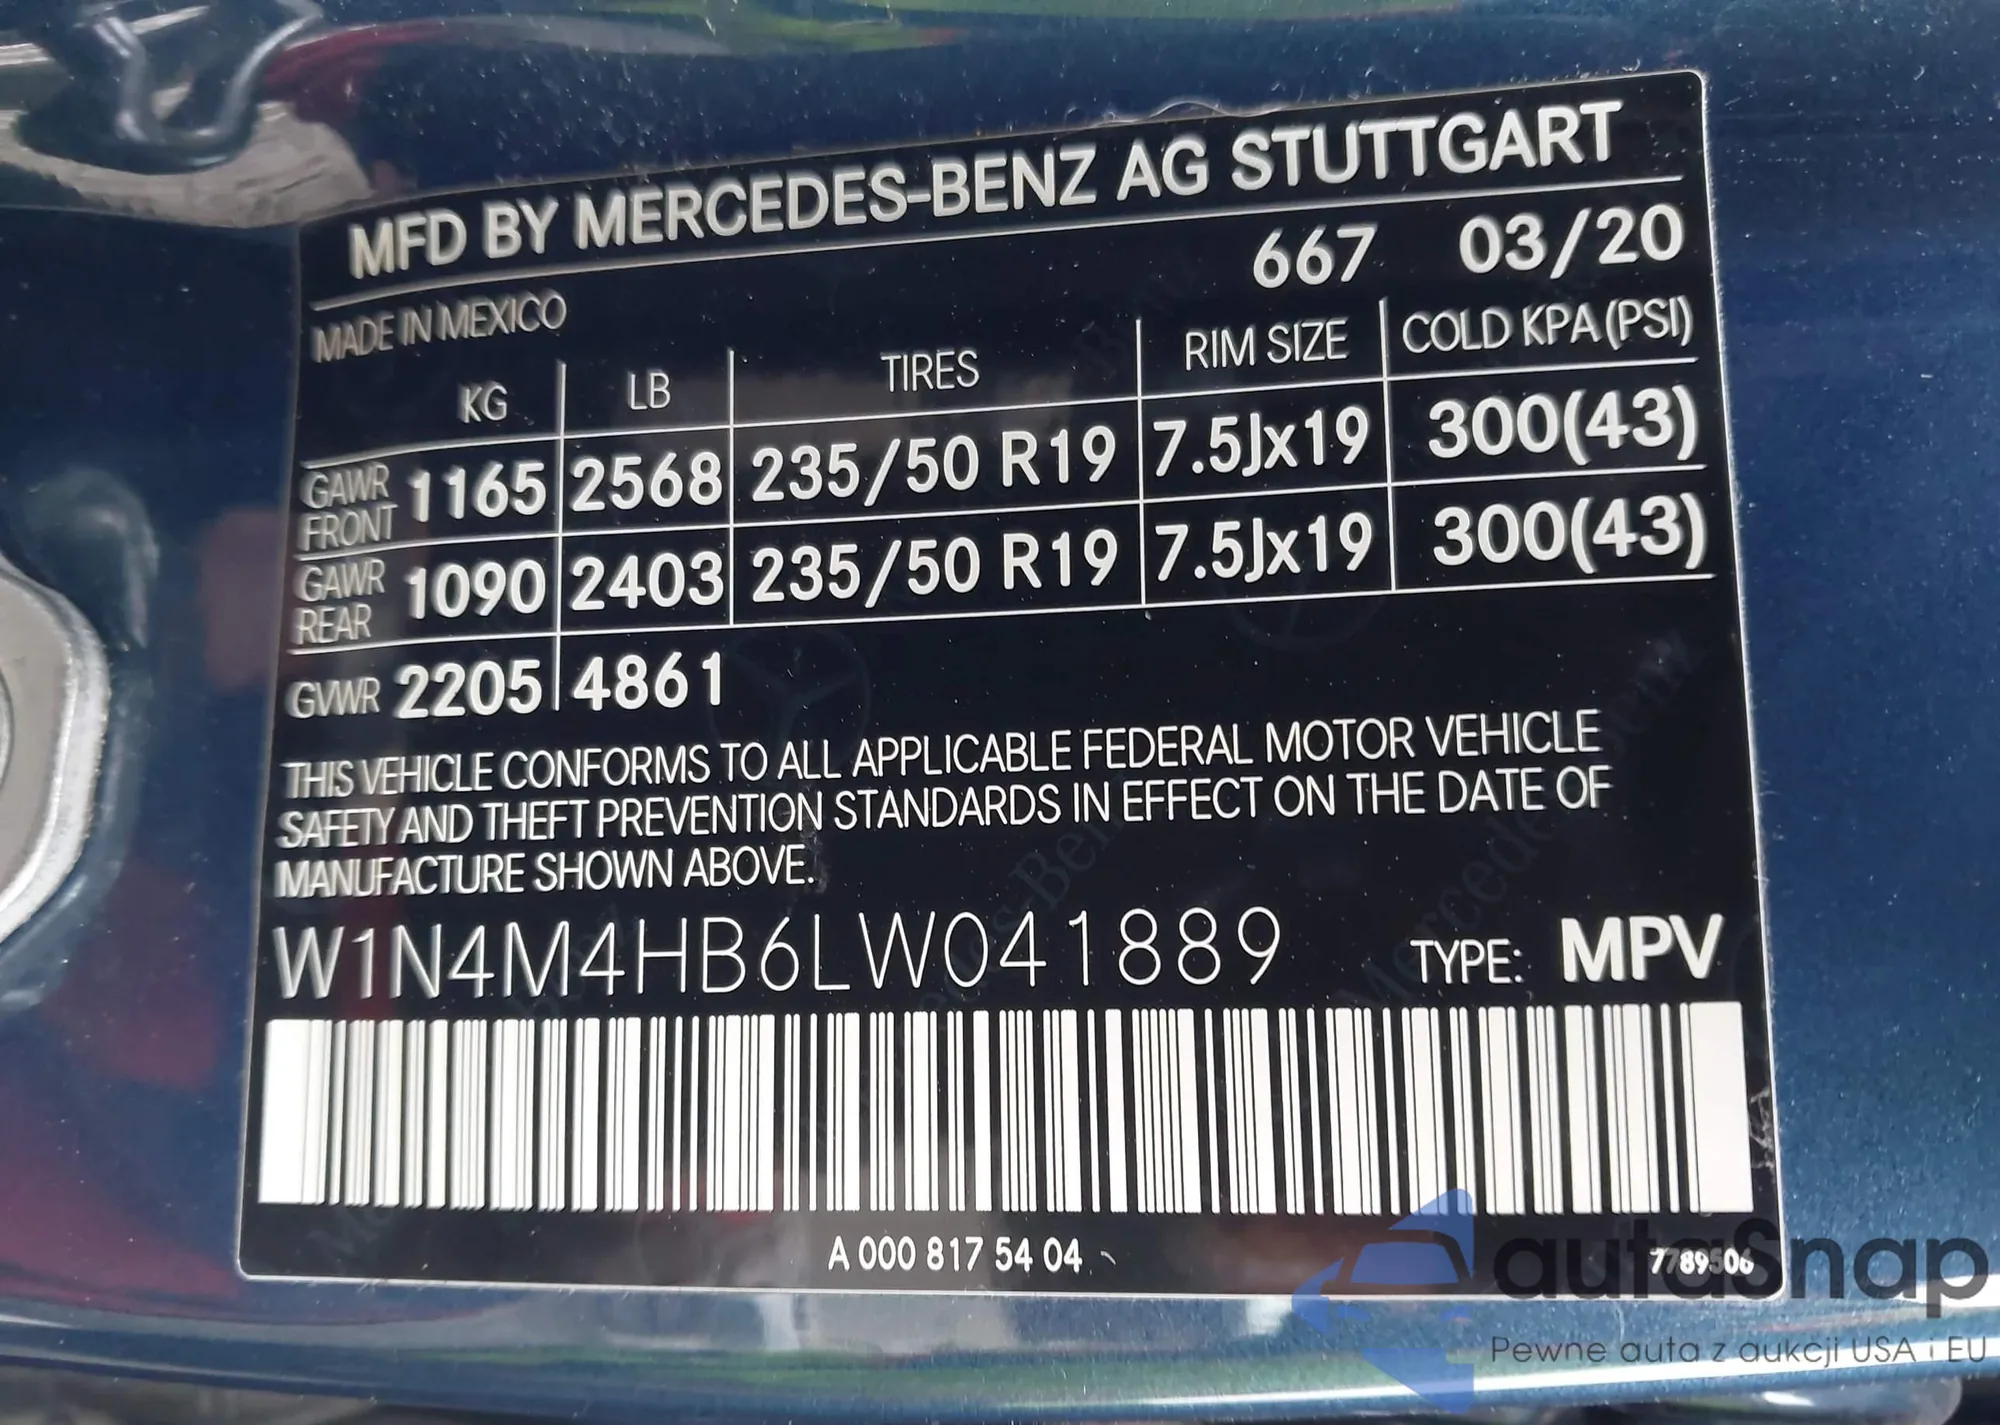 MFD BY MERCEDES-BENZ AG STUTTGART
667 03/20
MADE IN MEXICO
KG LB TIRES RIM SIZE COLD KPA (PSI)
GAWR FRONT 1165 2568 235/50 R19 7.5Jx19 300(43)
GAWR REAR 1090 2403 235/50 R19 7.5Jx19 300(43)
GVWR 2205 4861
THIS VEHICLE CONFORMS TO ALL APPLICABLE FEDERAL MOTOR VEHICLE
SAFETY AND THEFT PREVENTION STANDARDS IN EFFECT ON THE DATE OF
MANUFACTURE SHOWN ABOVE.
W1N4M4HB6LW041889 TYPE: MPV
A 000 817 54 04
7789506
autoSnap
Pewne auta z aukcji USA i EU